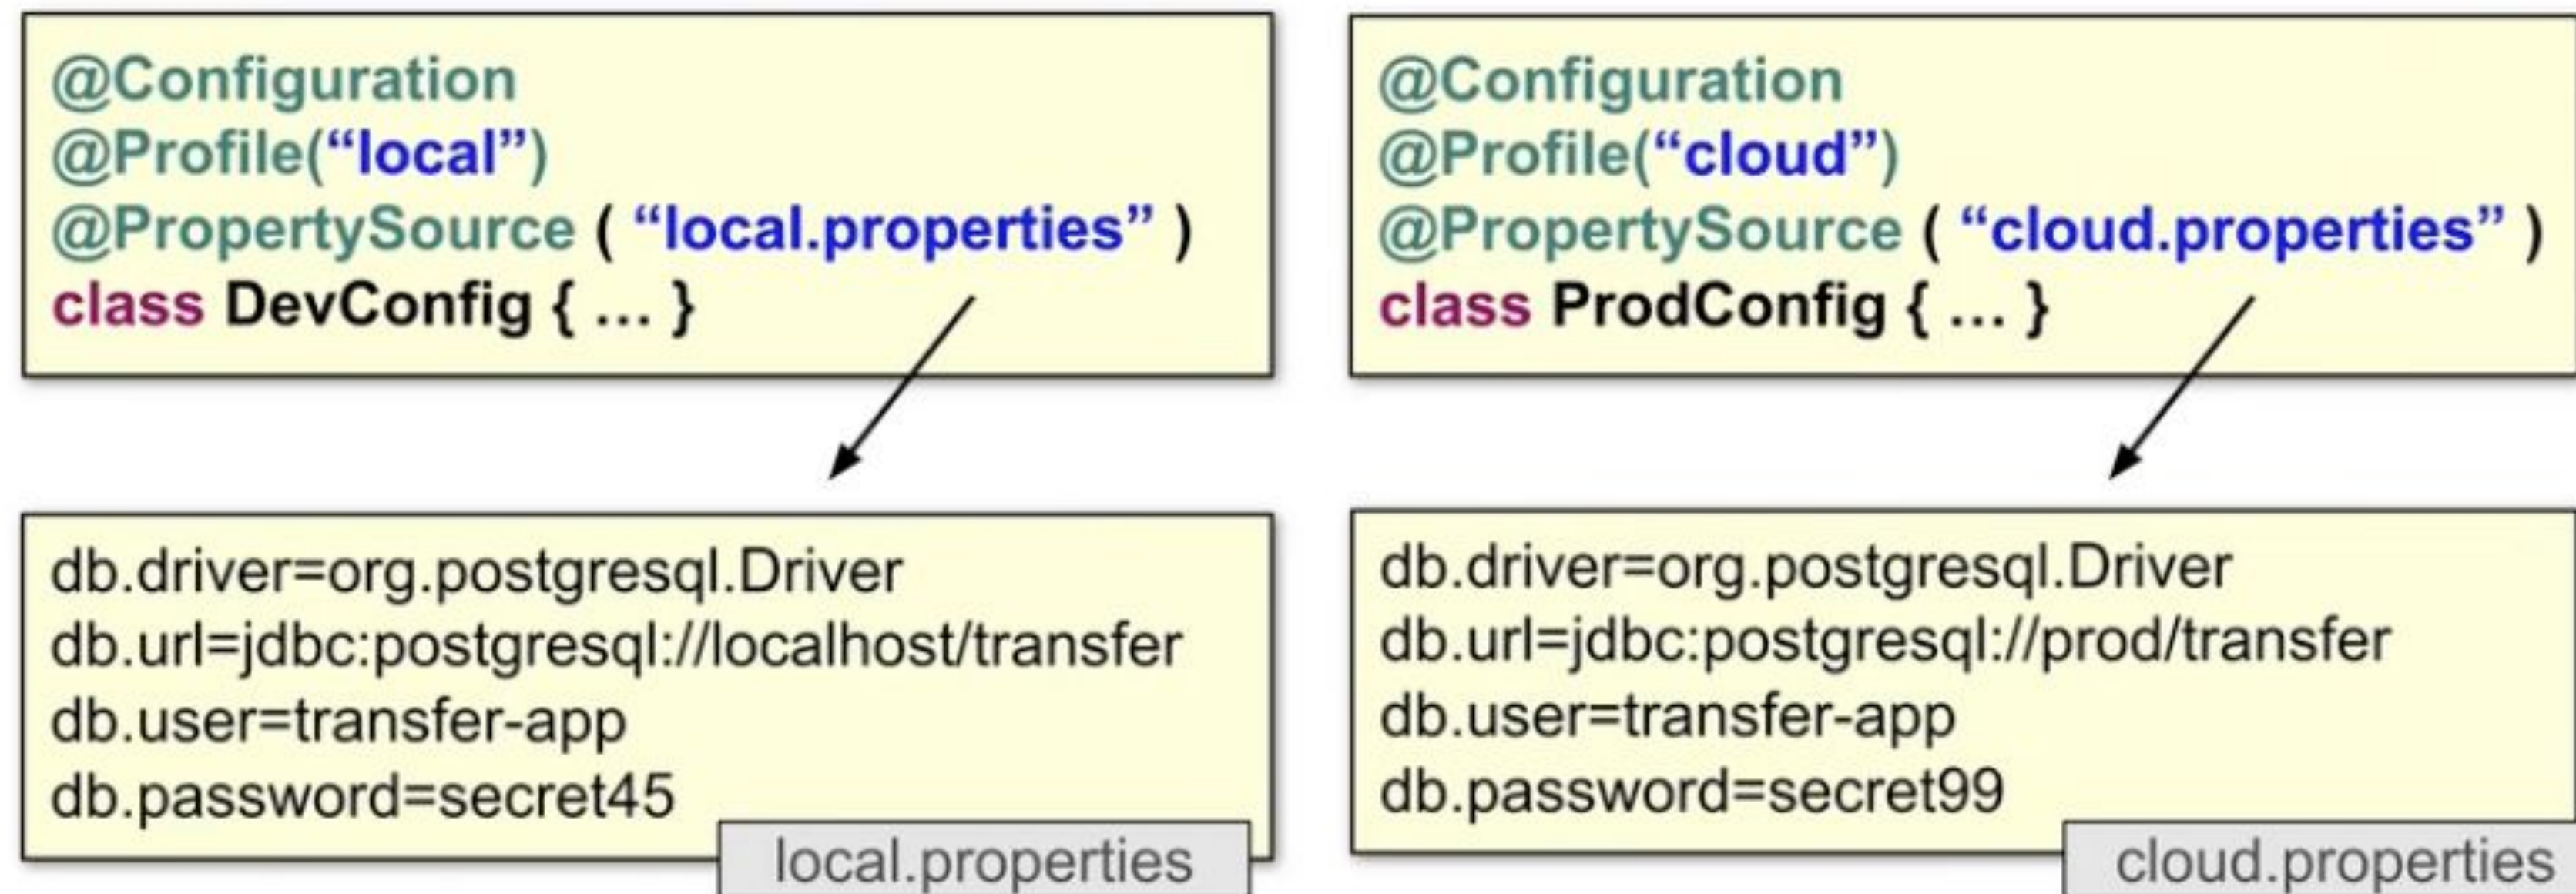 @Configuration
@Profile(“local”)
@PropertySource ( “local.properties” )
class DevConfig { … }
db.driver=org.postgresql.Driver
db.url=jdbc:postgresql://localhost/transfer
db.user=transfer-app
db.password=secret45
local.properties
@Configuration
@Profile(“cloud”)
@PropertySource ( “cloud.properties” )
class ProdConfig { … }
db.driver=org.postgresql.Driver
db.url=jdbc:postgresql://prod/transfer
db.user=transfer-app
db.password=secret99
cloud.properties